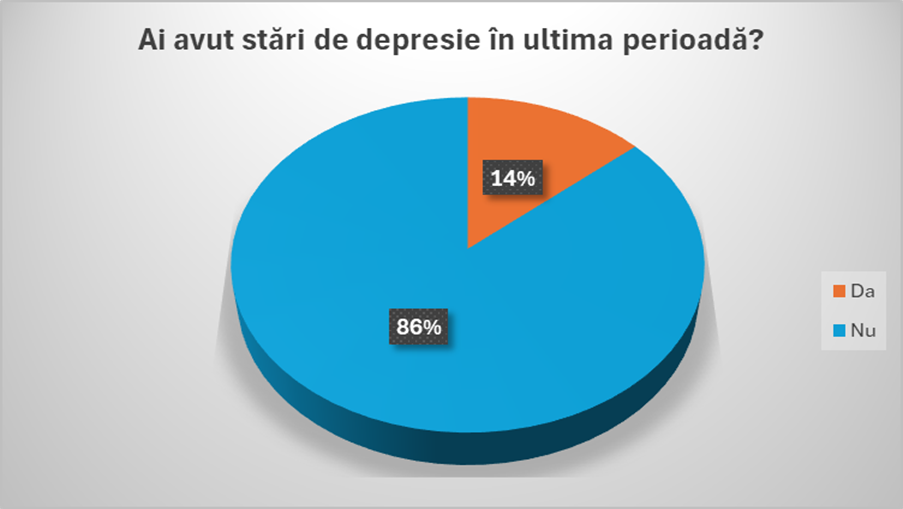 Ai avut stări de depresie în ultima perioadă?
14%
86%
Da
Nu